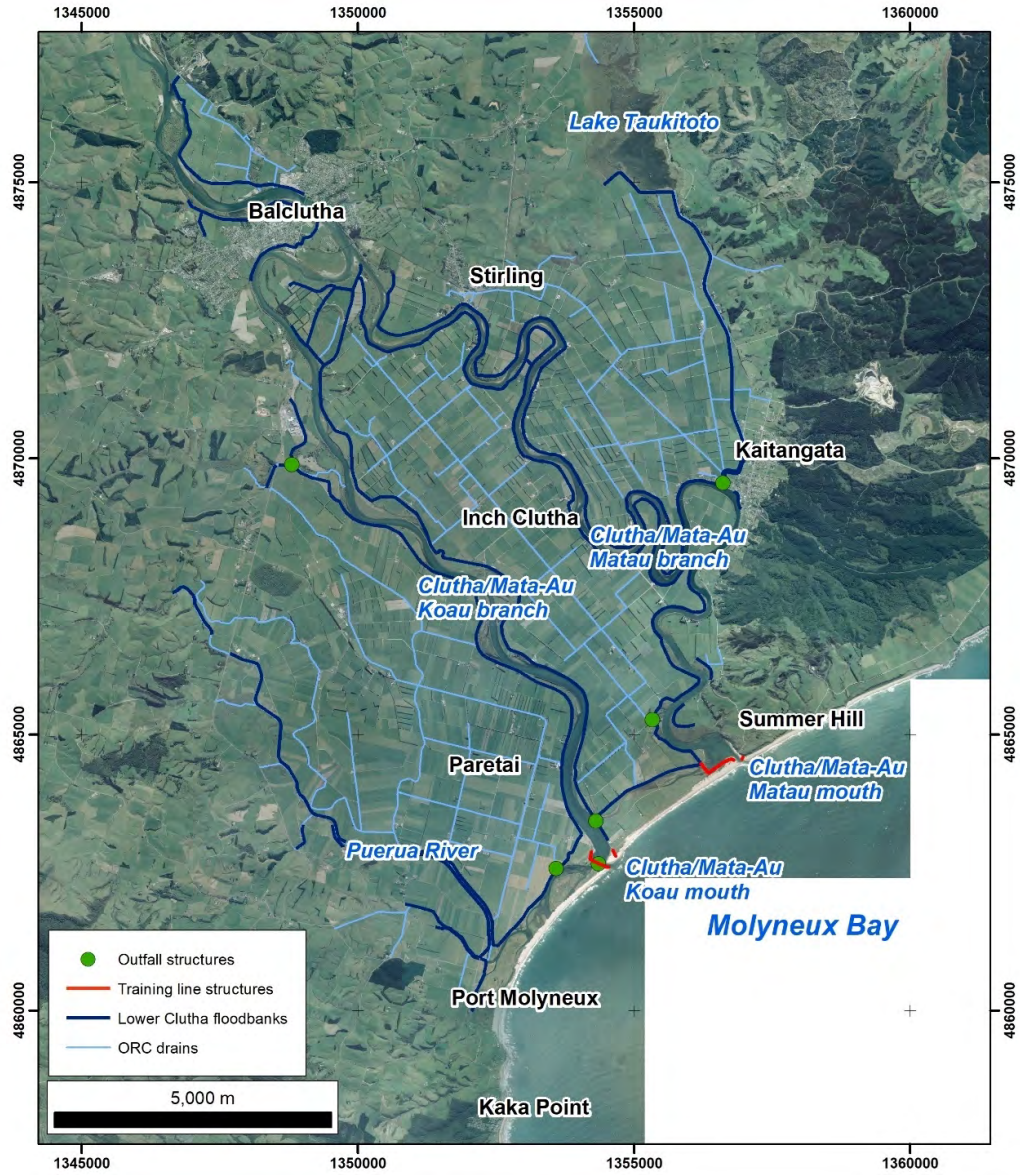 1345000
1350000
1355000
1360000
Lake Taukitoto
4875000
4875000
Balclutha
Stirling
Kaitangata
4870000
4870000
Inch Clutha
Clutha/Mata-Au
Matau branch
Clutha/Mata-Au
Koau branch
Summer Hill
4865000
4865000
Paretai
Clutha/Mata-Au
Matau mouth
Puerua River
Clutha/Mata-Au
Koau mouth
Molyneux Bay
Outfall structures
Training line structures
Lower Clutha floodbanks
ORC drains
Port Molyneux
4860000
4860000
5,000 m
Kaka Point
1345000
1350000
1355000
1360000